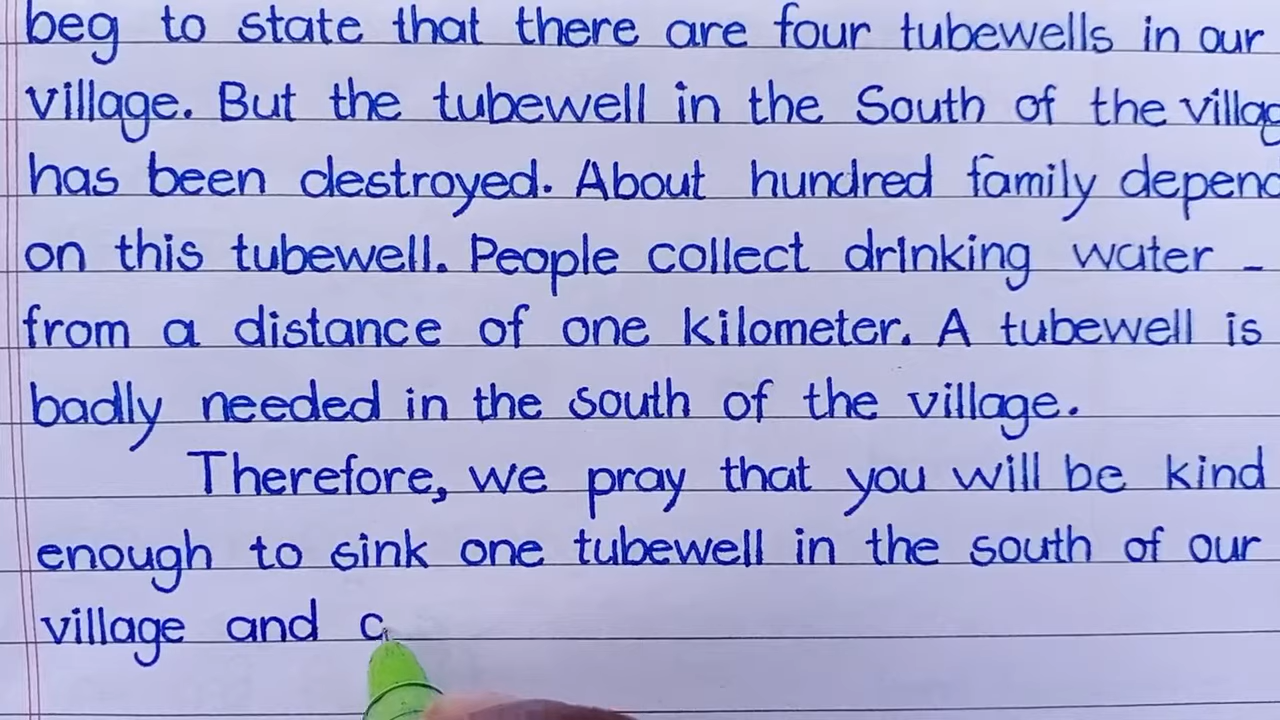 beg to state that there are four tubewells in our
village. But the tubewell in the South of the villag
has been destroyed. About hundred family depend
on this tubewell. People collect drinking water -
from a distance of one kilometer. A tubewell is
badly needed in the south of the village.
Therefore, we pray that you will be kind
enough to sink one tubewell in the south of our
village and